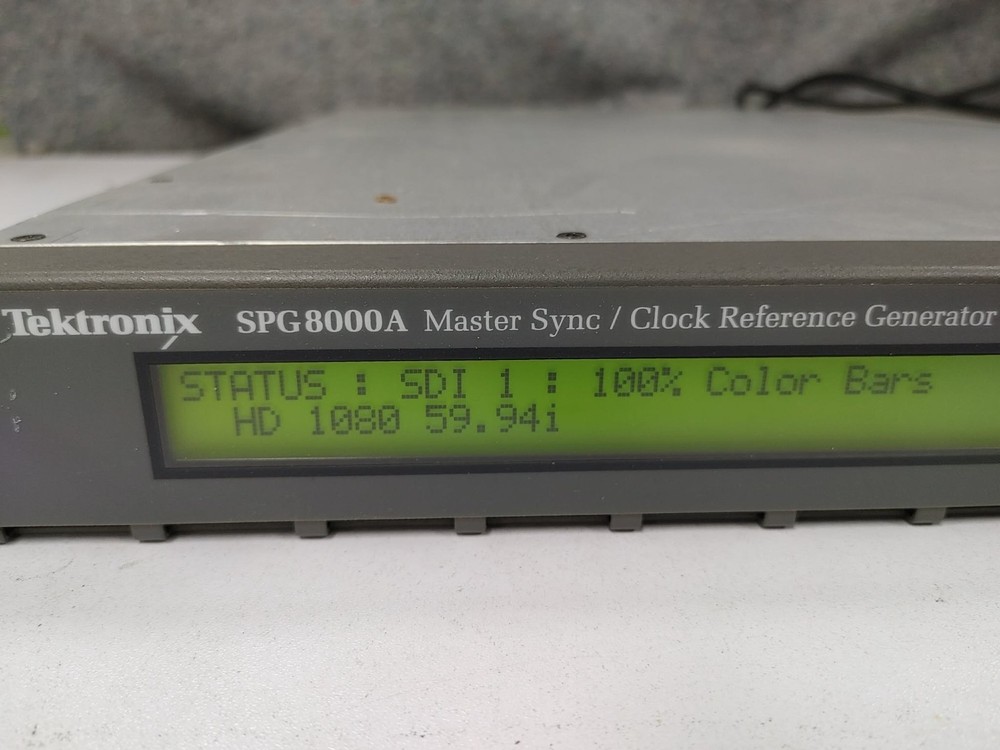 Tektronix SPG8000A Master Sync / Clock Reference Generator
STATUS : SDI 1 : 100% Color Bars
HD 1080 59.94i